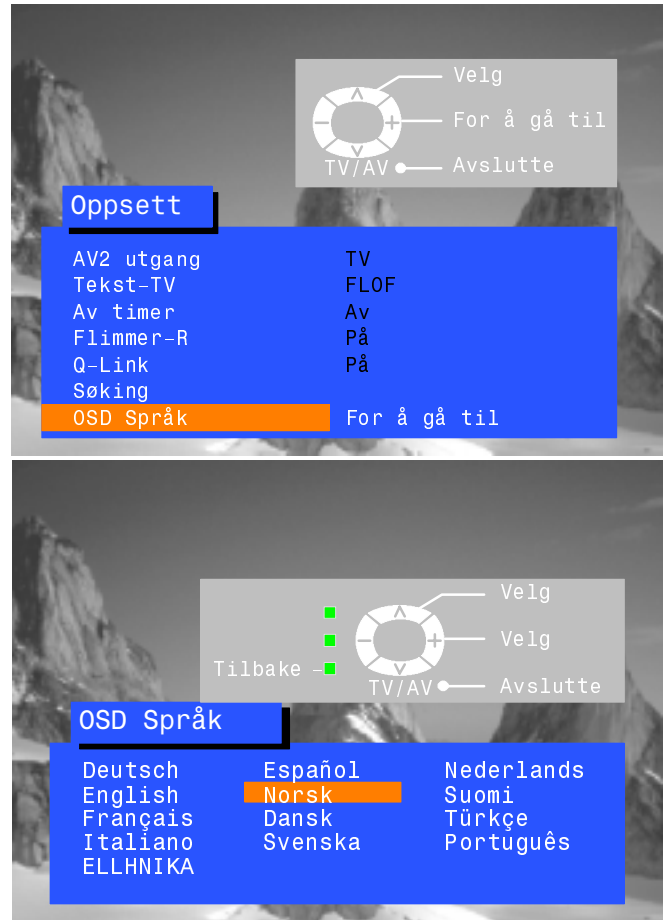 Velg
For å gå til
TV/AV Avslutte
Oppsett
AV2 utgang TV
Tekst-TV FLOF
Av timer Av
Flimmer-R På
Q-Link På
Søking
OSD Språk For å gå til
Velg
Velg
Tilbake
TV/AV Avslutte
OSD Språk
Deutsch Español Nederlands
English Norsk Suomi
Français Dansk Türkçe
Italiano Svenska Português
ELLHNIKA